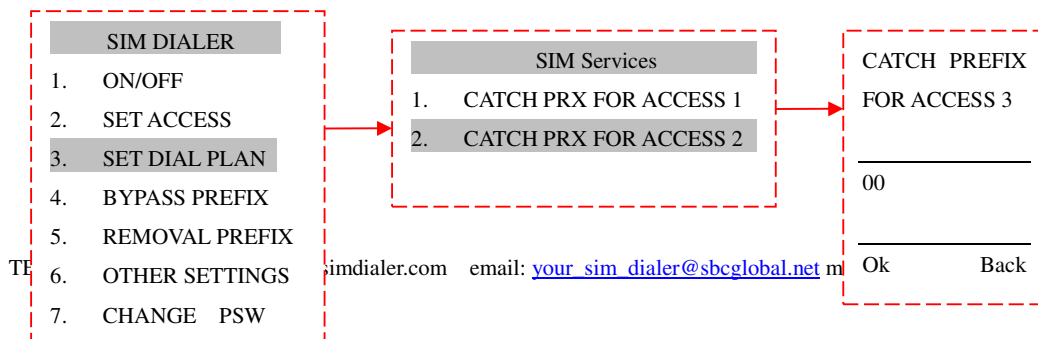 SIM DIALER
1. ON/OFF
2. SET ACCESS
3. SET DIAL PLAN
4. BYPASS PREFIX
5. REMOVAL PREFIX
6. OTHER SETTINGS
7. CHANGE PSW
SIM Services
1. CATCH PRX FOR ACCESS 1
2. CATCH PRX FOR ACCESS 2
CATCH PREFIX
FOR ACCESS 3
00
Ok Back
simdialer.com email: your_sim_dialer@sbcglobal.net m